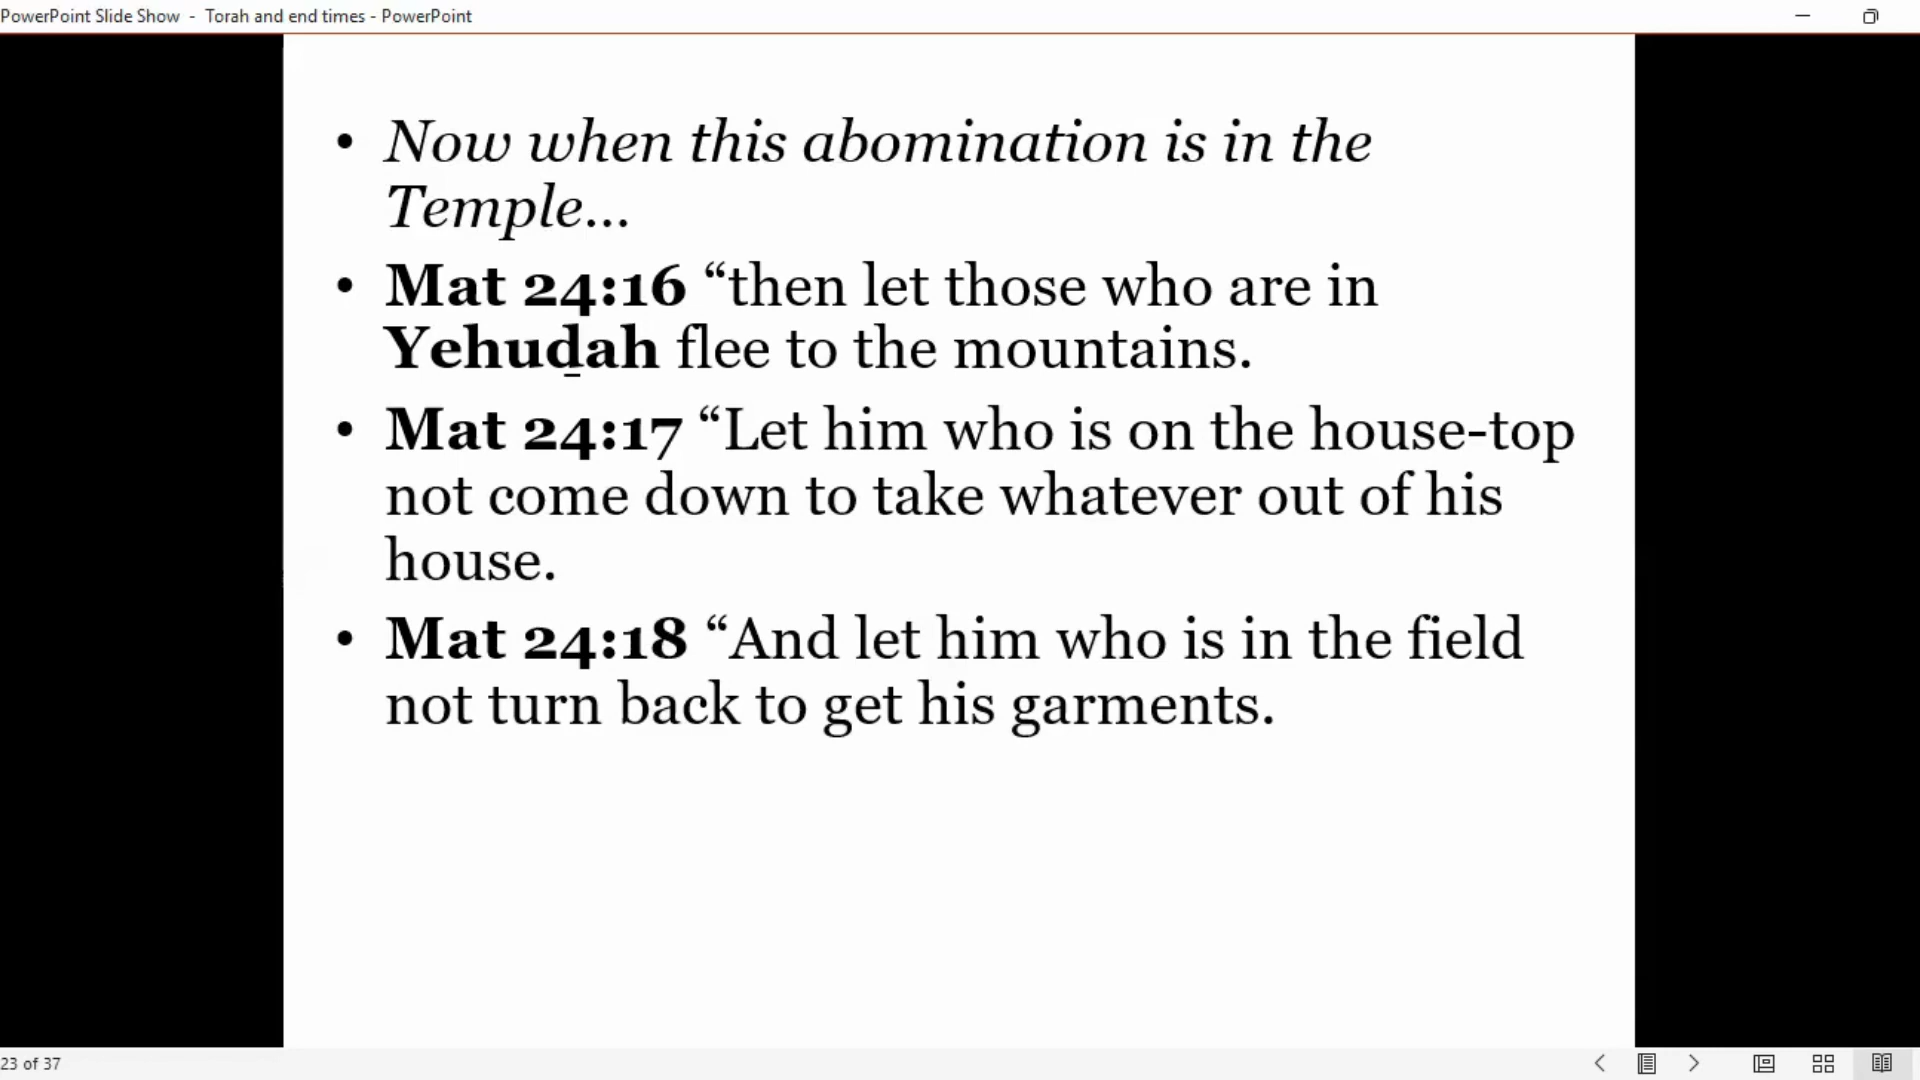 PowerPoint Slide Show - Torah and end times - PowerPoint
• Now when this abomination is in the
Temple...
• Mat 24:16 “then let those who are in
Yehuḏah flee to the mountains.
• Mat 24:17 “Let him who is on the house-top
not come down to take whatever out of his
house.
• Mat 24:18 “And let him who is in the field
not turn back to get his garments.
23 of 37